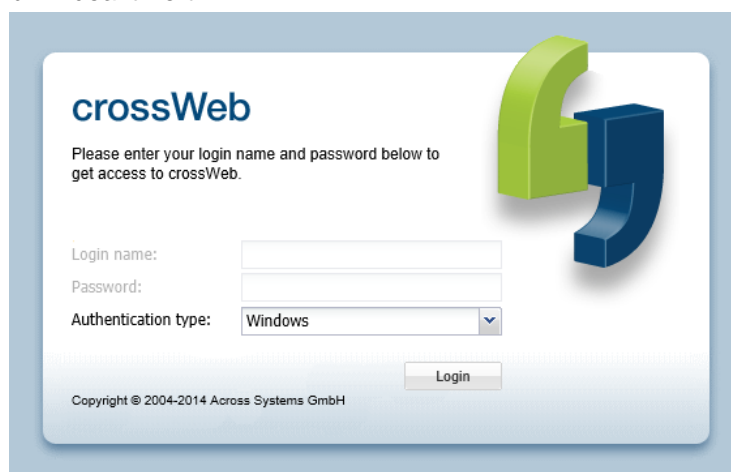 crossWeb
Please enter your login name and password below to
get access to crossWeb.
Login name:
Password:
Authentication type:
Windows
Login
Copyright © 2004-2014 Across Systems GmbH